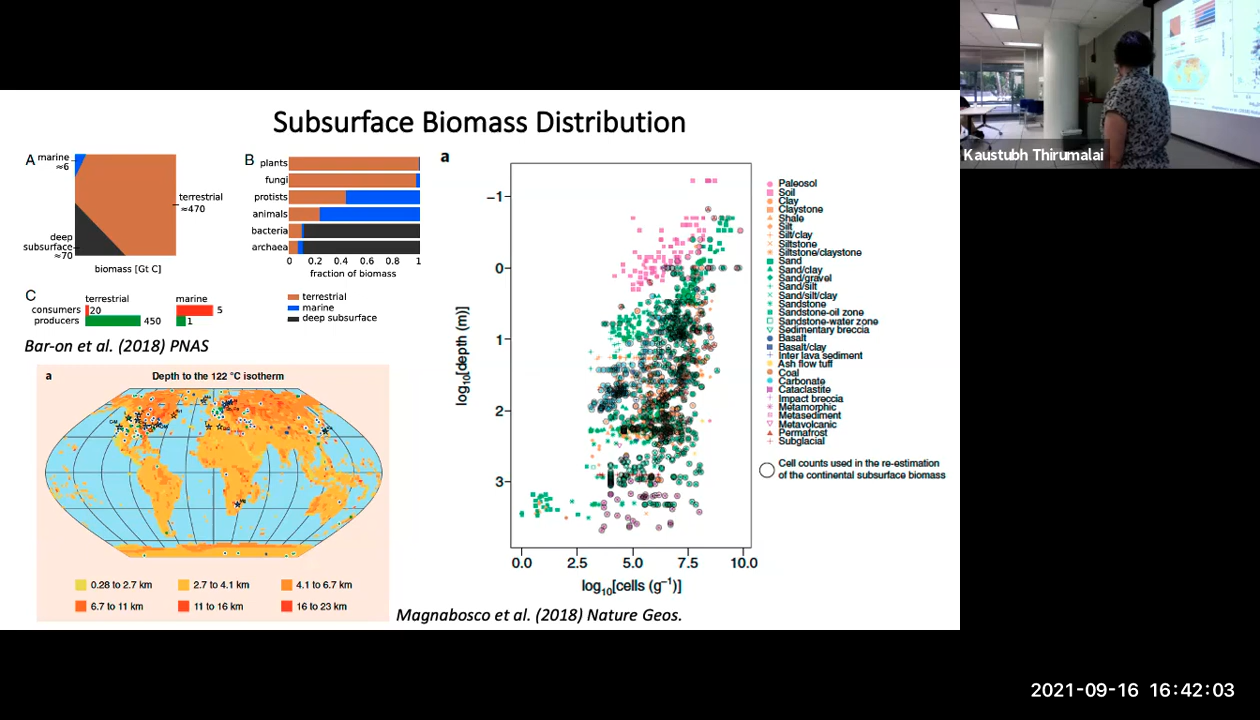 Subsurface Biomass Distribution
A
marine
≈6
terrestrial
≈470
deep
subsurface
≈70
biomass [Gt C]
B
plants
fungi
protists
animals
bacteria
archaea
0 0.2 0.4 0.6 0.8 1
fraction of biomass
C
terrestrial marine
consumers 20 5
producers 450 1
terrestrial
marine
deep subsurface
Bar-on et al. (2018) PNAS
a
Depth to the 122 °C isotherm
0.28 to 2.7 km 2.7 to 4.1 km 4.1 to 6.7 km
6.7 to 11 km 11 to 16 km 16 to 23 km
a
−1
0
1
2
3
log10[depth (m)]
0.0 2.5 5.0 7.5 10.0
log10[cells (g−1)]
Paleosol
Soil
Clay
Claystone
Shale
Silt
Silt/clay
Siltstone
Siltstone/claystone
Sand
Sand/clay
Sand/gravel
Sand/silt
Sand/silt/clay
Sandstone
Sandstone-oil zone
Sandstone-water zone
Sedimentary breccia
Basalt
Basalt/clay
Inter lava sediment
Ash flow tuff
Coal
Carbonate
Cataclastite
Impact breccia
Metamorphic
Metasediment
Metavolcanic
Permafrost
Subglacial
Cell counts used in the re-estimation
of the continental subsurface biomass
Magnabosco et al. (2018) Nature Geos.
Kaustubh Thirumalai
2021-09-16 16:42:03